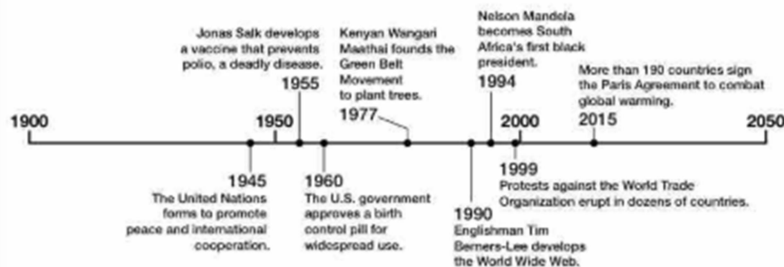 Jonas Salk develops
a vaccine that prevents
polio, a deadly disease.
1955
Kenyan Wangari
Maathai founds the
Green Belt
Movement
to plant trees.
1977
Nelson Mandela
becomes South
Africa's first black
president.
1994
More than 190 countries sign
the Paris Agreement to combat
global warming.
2015
1900
1950
2000
2050
1945
The United Nations
forms to promote
peace and international
cooperation.
1960
The U.S. government
approves a birth
control pill for
widespread use.
1990
Englishman Tim
Berners-Lee develops
the World Wide Web.
1999
Protests against the World Trade
Organization erupt in dozens of countries.